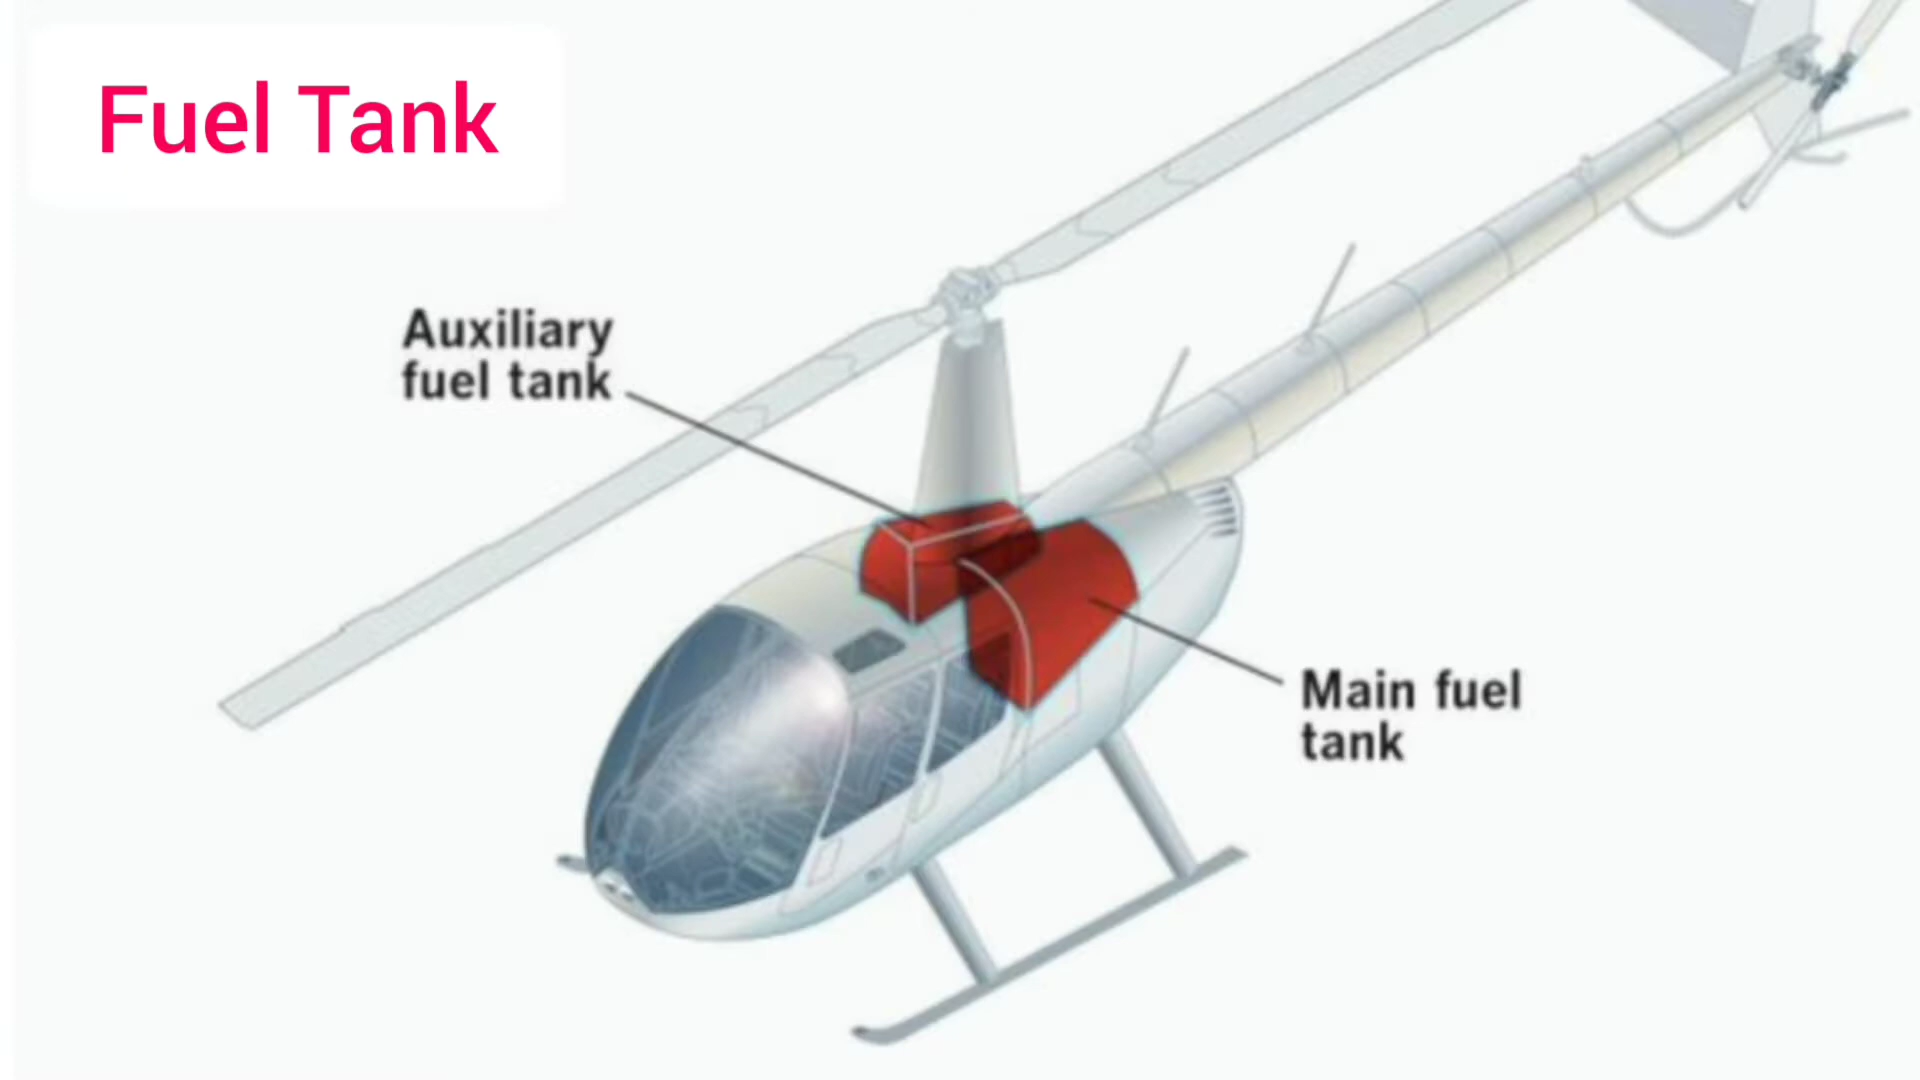 Fuel Tank
Auxiliary
fuel tank
Main fuel
tank